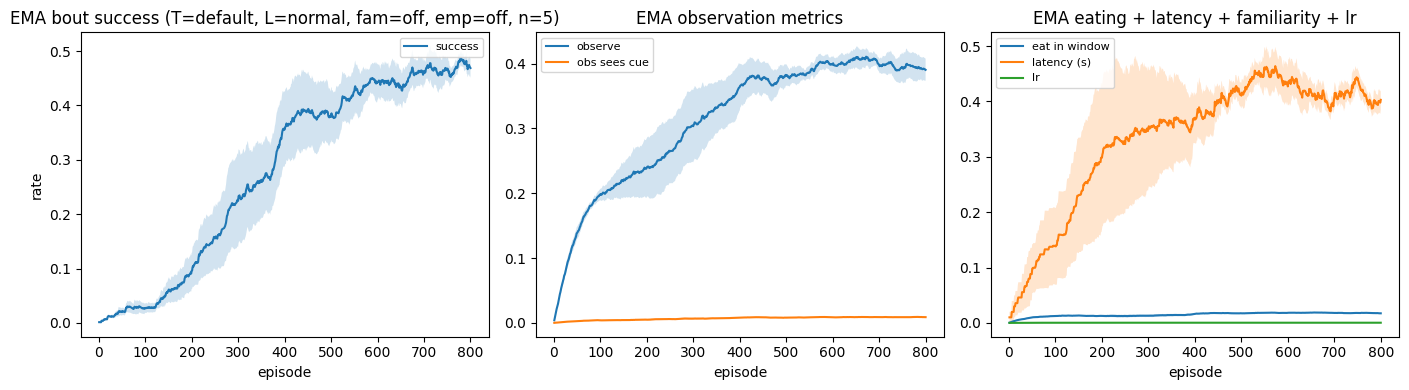 EMA bout success (T=default, L=normal, fam=off, emp=off, n=5)
success
rate
0.5
0.4
0.3
0.2
0.1
0.0
0 100 200 300 400 500 600 700 800
episode
EMA observation metrics
observe
obs sees cue
0.4
0.3
0.2
0.1
0.0
0 100 200 300 400 500 600 700 800
episode
EMA eating + latency + familiarity + lr
eat in window
latency (s)
lr
0.5
0.4
0.3
0.2
0.1
0.0
0 100 200 300 400 500 600 700 800
episode